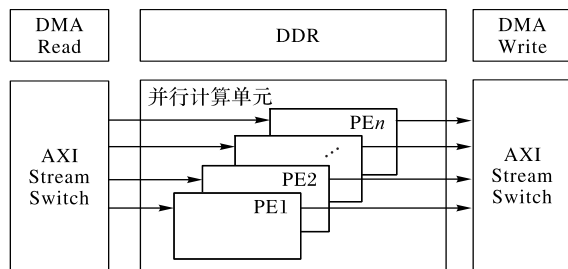 DMA
Read
DDR
DMA
Write
AXI
Stream
Switch
并行计算单元
PEn
...
PE2
PE1
AXI
Stream
Switch